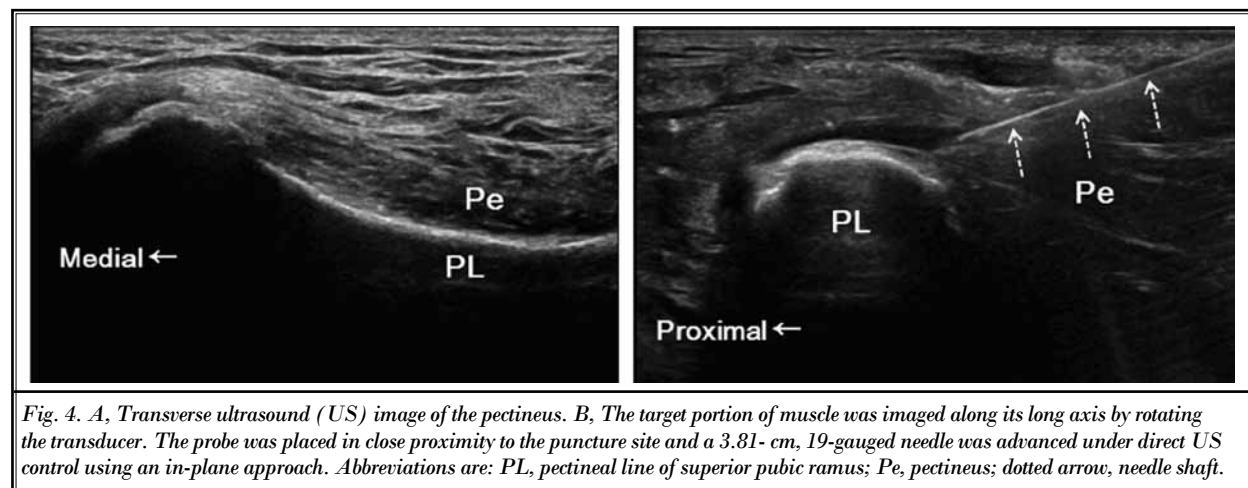 Pe
PL
Medial ←
Pe
PL
Proximal ←
Fig. 4. A, Transverse ultrasound (US) image of the pectineus. B, The target portion of muscle was imaged along its long axis by rotating
the transducer. The probe was placed in close proximity to the puncture site and a 3.81- cm, 19-gauged needle was advanced under direct US
control using an in-plane approach. Abbreviations are: PL, pectineal line of superior pubic ramus; Pe, pectineus; dotted arrow, needle shaft.